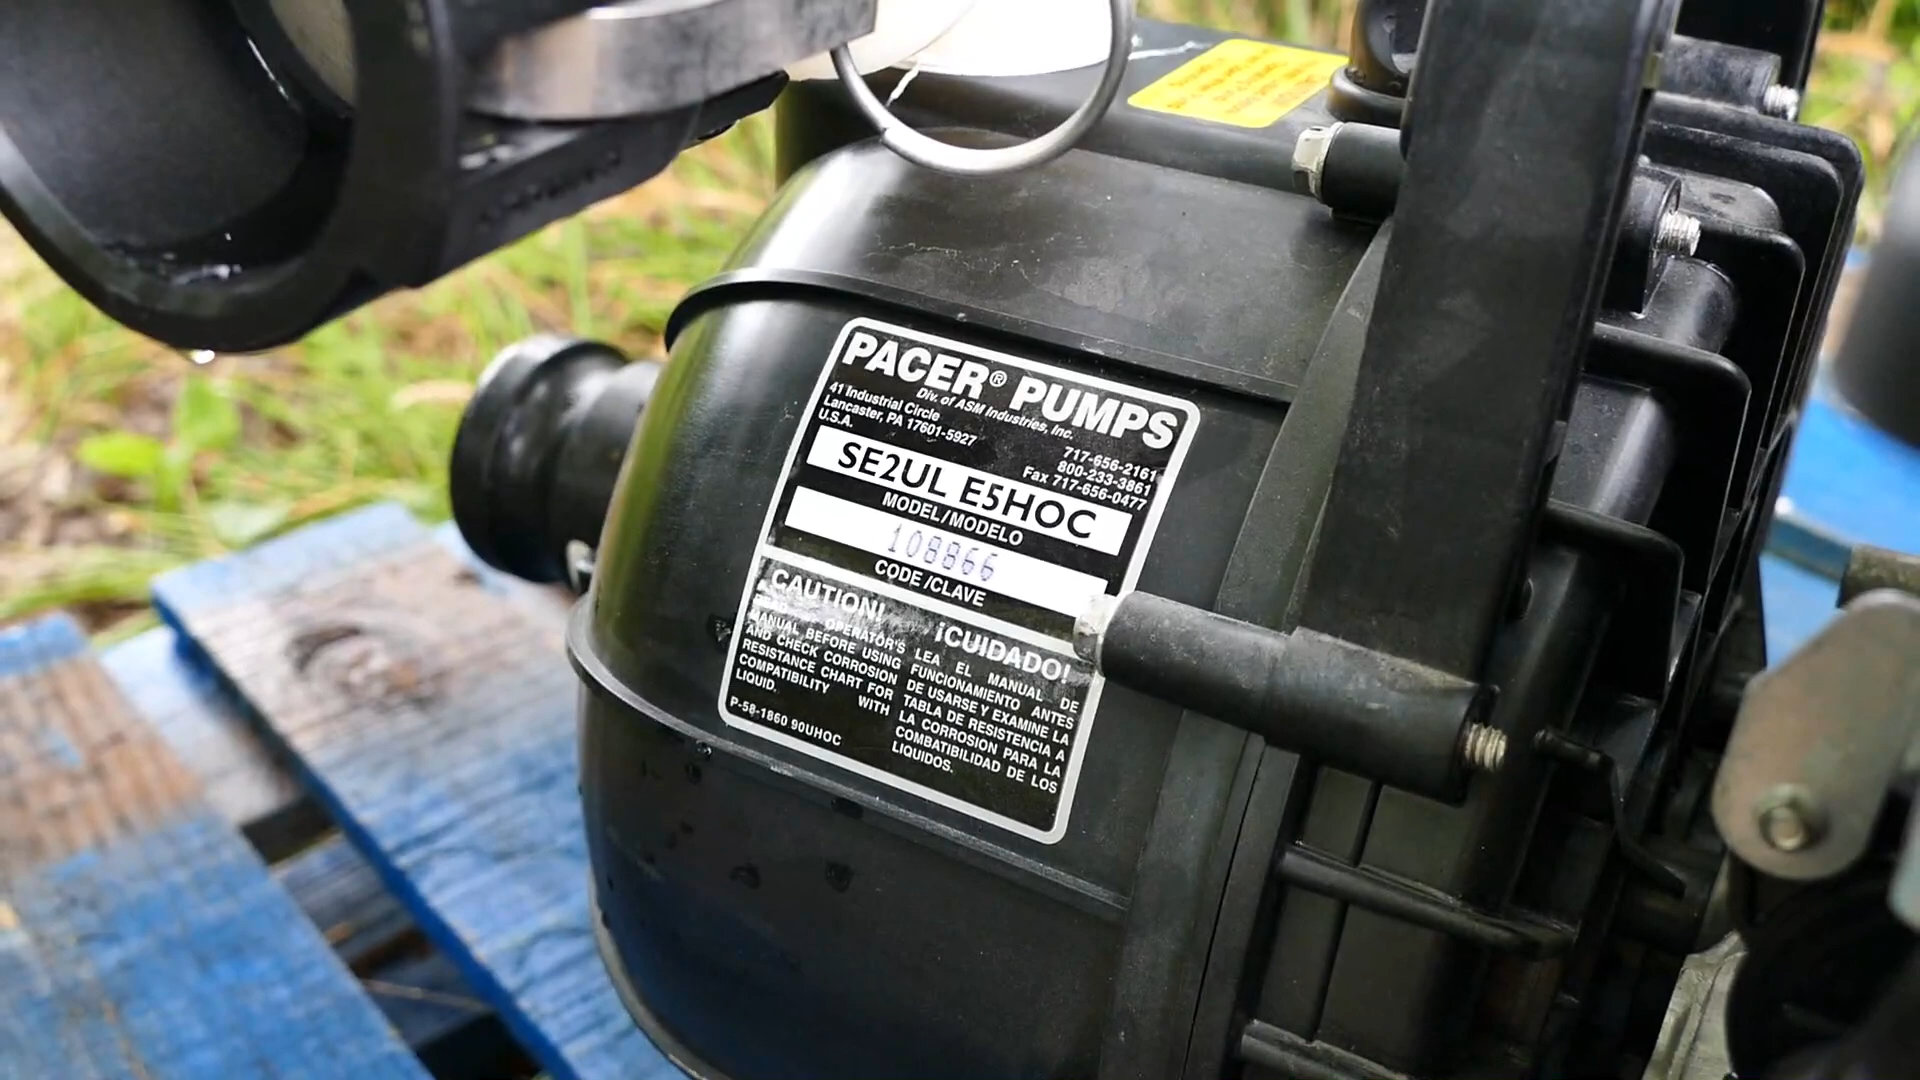 PACER® PUMPS
Div. of ASM Industries, Inc.
41 Industrial Circle
Lancaster, PA 17601-5927
U.S.A.
717-656-2161
800-233-3861
Fax 717-656-0477
SE2UL E5HOC
MODEL/MODELO
108866
CODE/CLAVE
CAUTION!
READ OPERATOR'S
MANUAL BEFORE USING
AND CHECK CORROSION
RESISTANCE CHART FOR
COMPATIBILITY WITH
LIQUID.
P-58-1860 90UHOC
¡CUIDADO!
LEA EL MANUAL DE
FUNCIONAMIENTO ANTES
DE USARSE Y EXAMINE LA
TABLA DE RESISTENCIA A
LA CORROSION PARA LA
COMBATIBILIDAD DE LOS
LIQUIDOS.